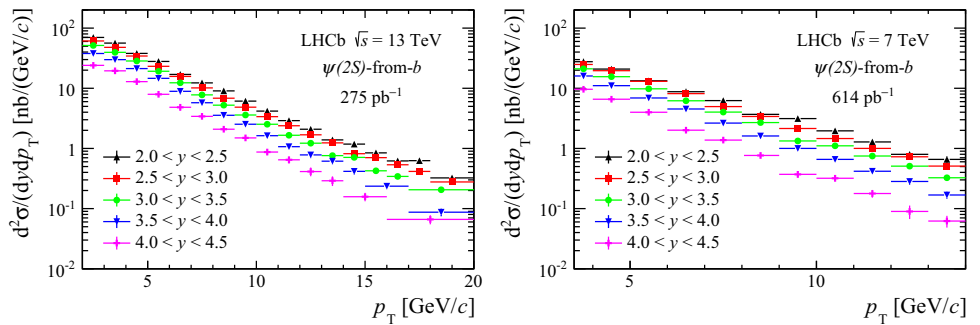 d²σ/(dydp_T) [nb/(GeV/c)]
10²
10
1
10⁻¹
10⁻²
LHCb √s = 13 TeV
ψ(2S)-from-b
275 pb⁻¹
2.0 < y < 2.5
2.5 < y < 3.0
3.0 < y < 3.5
3.5 < y < 4.0
4.0 < y < 4.5
5 10 15 20
p_T [GeV/c]
d²σ/(dydp_T) [nb/(GeV/c)]
10²
10
1
10⁻¹
10⁻²
LHCb √s = 7 TeV
ψ(2S)-from-b
614 pb⁻¹
2.0 < y < 2.5
2.5 < y < 3.0
3.0 < y < 3.5
3.5 < y < 4.0
4.0 < y < 4.5
5 10
p_T [GeV/c]